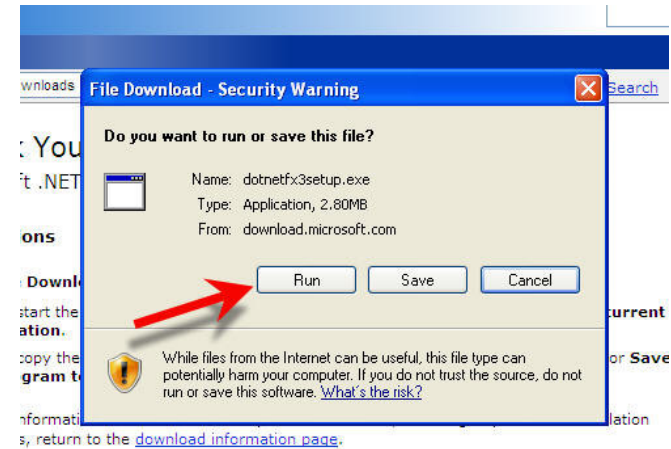 wnloads
Search
File Download - Security Warning
Do you want to run or save this file?
Name: dotnetfx3setup.exe
Type: Application, 2.80MB
From: download.microsoft.com
Run Save Cancel
While files from the Internet can be useful, this file type can
potentially harm your computer. If you do not trust the source, do not
run or save this software. What's the risk?
You
ft .NET
ons
Downl
start the
current
ation.
copy the
or Save
gram t
nformati
lation
s, return to the download information page.